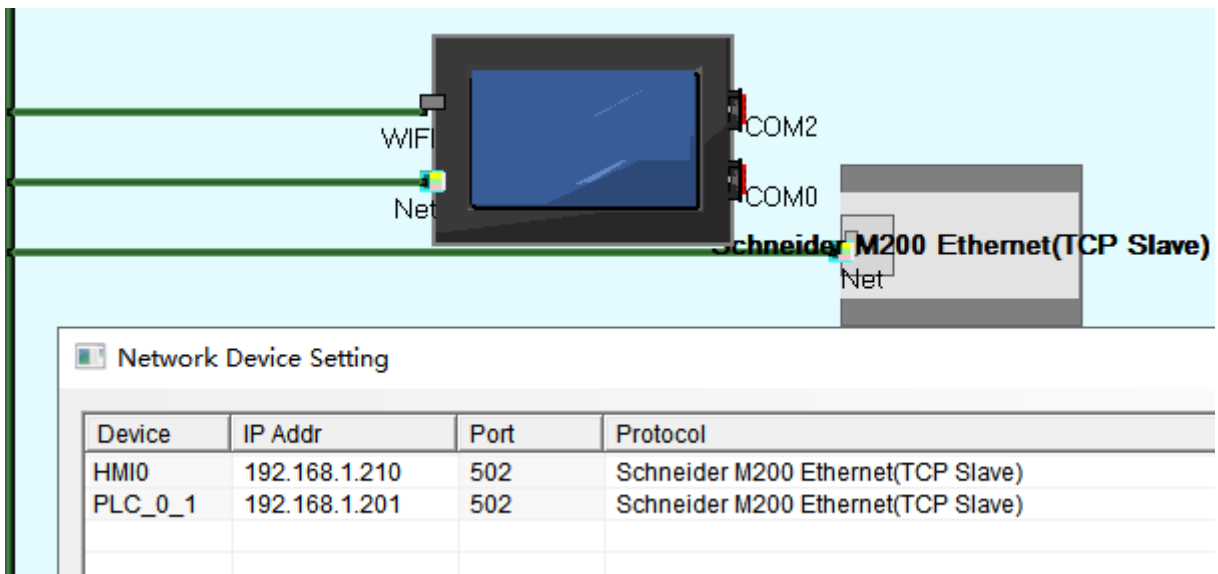 COM2
WIFI
COM0
Net
Schneider M200 Ethernet(TCP Slave)
Net
Network Device Setting
Device IP Addr Port Protocol
HMI0 192.168.1.210 502 Schneider M200 Ethernet(TCP Slave)
PLC_0_1 192.168.1.201 502 Schneider M200 Ethernet(TCP Slave)